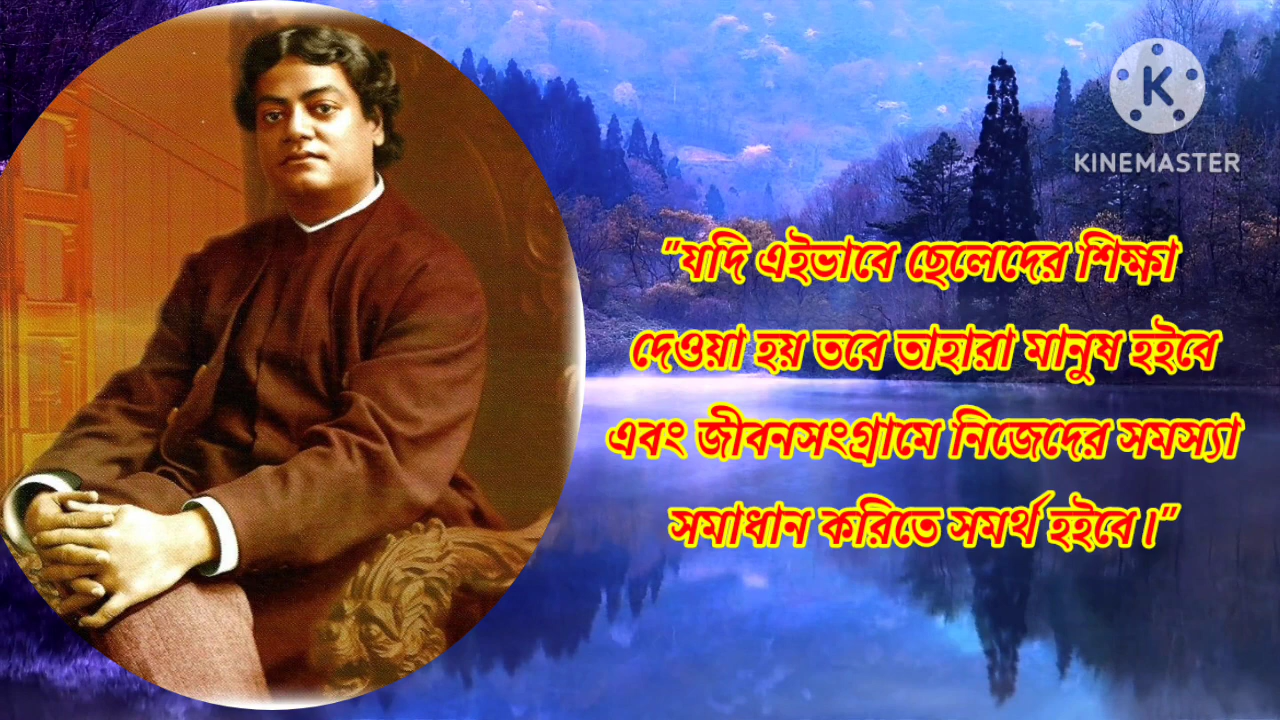 K
KINEMASTER
"যদি এইভাবে ছেলেদের শিক্ষা
দেওয়া হয় তবে তাহারা মানুষ হইবে
এবং জীবনসংগ্রামে নিজেদের সমস্যা
সমাধান করিতে সমর্থ হইবে।"